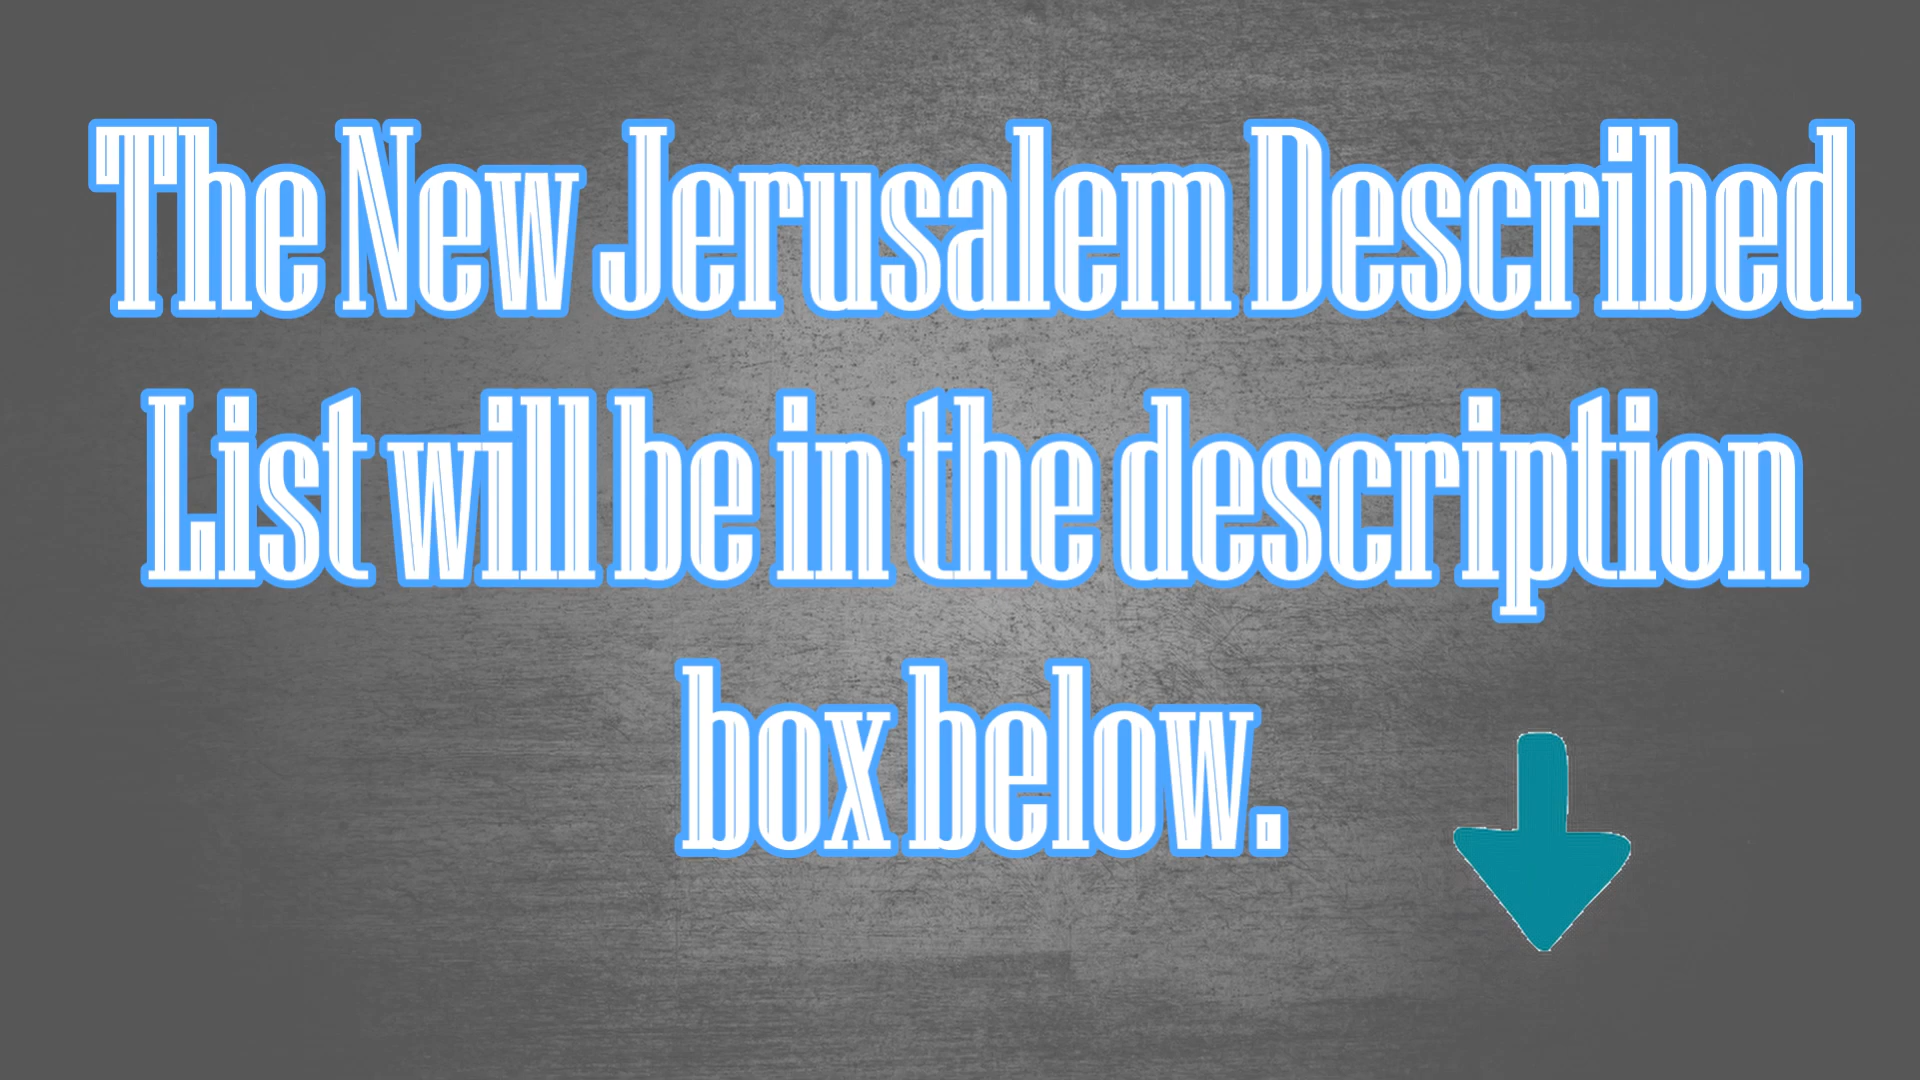 The New Jerusalem Described
List will be in the description
box below.